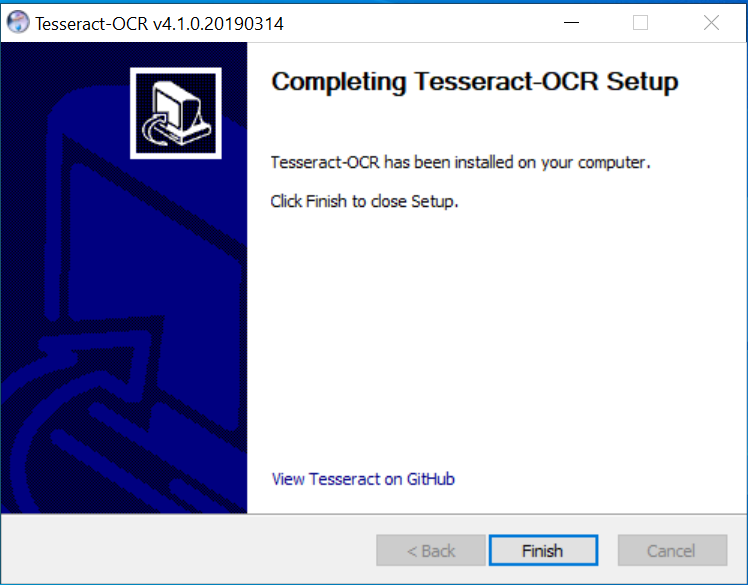 Tesseract-OCR v4.1.0.20190314
Completing Tesseract-OCR Setup
Tesseract-OCR has been installed on your computer.
Click Finish to close Setup.
View Tesseract on GitHub
< Back Finish Cancel